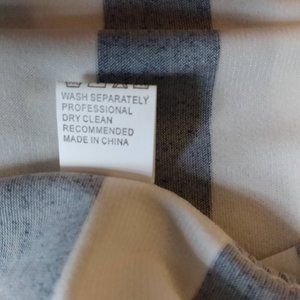 WASH SEPARATELY
PROFESSIONAL
DRY CLEAN
RECOMMENDED
MADE IN CHINA